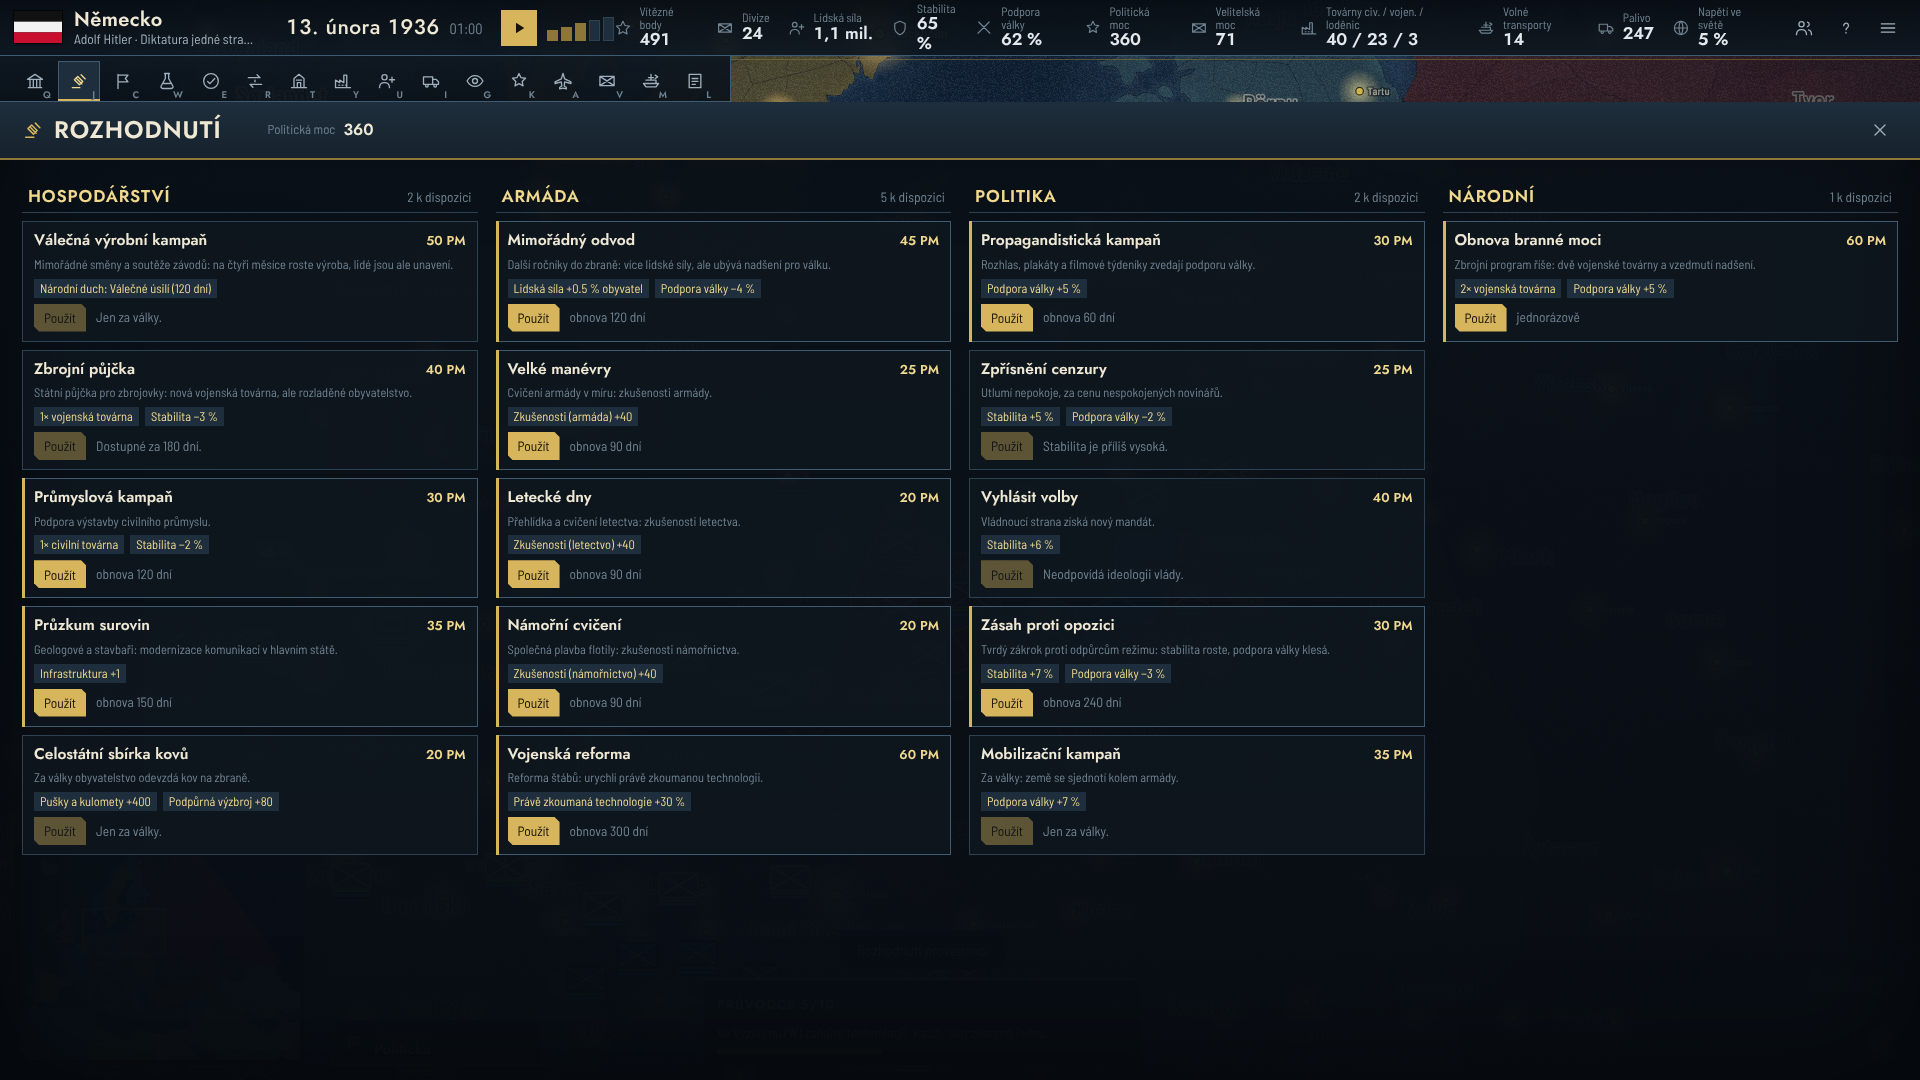 Německo
Adolf Hitler · Diktatura jedné stra...
13. února 1936 01:00
Vítězné body 491
Divize 24
Lidská síla 1,1 mil.
Stabilita 65 %
Podpora války 62 %
Politická moc 360
Velitelská moc 71
Továrny civ. / vojen. / loděnic 40 / 23 / 3
Volné transporty 14
Palivo 247
Napětí ve světě 5 %
?
Q J C W E R T Y U I G K A V M L
Tartu
ROZHODNUTÍ
Politická moc 360
HOSPODÁŘSTVÍ
2 k dispozici
Válečná výrobní kampaň 50 PM
Mimořádné směny a soutěže závodů: na čtyři měsíce roste výroba, lidé jsou ale unavení.
Národní duch: Válečné úsilí (120 dní)
Použít Jen za války.
Zbrojní půjčka 40 PM
Státní půjčka pro zbrojovky: nová vojenská továrna, ale rozladěné obyvatelstvo.
1× vojenská továrna Stabilita −3 %
Použít Dostupné za 180 dní.
Průmyslová kampaň 30 PM
Podpora výstavby civilního průmyslu.
1× civilní továrna Stabilita −2 %
Použít obnova 120 dní
Průzkum surovin 35 PM
Geologové a stavbaři: modernizace komunikací v hlavním státě.
Infrastruktura +1
Použít obnova 150 dní
Celostátní sbírka kovů 20 PM
Za války obyvatelstvo odevzdá kov na zbraně.
Pušky a kulomety +400 Podpůrná výzbroj +80
Použít Jen za války.
ARMÁDA
5 k dispozici
Mimořádný odvod 45 PM
Další ročníky do zbraně: více lidské síly, ale ubývá nadšení pro válku.
Lidská síla +0.5 % obyvatel Podpora války −4 %
Použít obnova 120 dní
Velké manévry 25 PM
Cvičení armády v míru: zkušenosti armády.
Zkušenosti (armáda) +40
Použít obnova 90 dní
Letecké dny 20 PM
Přehlídka a cvičení letectva: zkušenosti letectva.
Zkušenosti (letectvo) +40
Použít obnova 90 dní
Námořní cvičení 20 PM
Společná plavba flotily: zkušenosti námořnictva.
Zkušenosti (námořnictvo) +40
Použít obnova 90 dní
Vojenská reforma 60 PM
Reforma štábů: urychlí právě zkoumanou technologii.
Právě zkoumaná technologie +30 %
Použít obnova 300 dní
POLITIKA
2 k dispozici
Propagandistická kampaň 30 PM
Rozhlas, plakáty a filmové týdeníky zvedají podporu války.
Podpora války +5 %
Použít obnova 60 dní
Zpřísnění cenzury 25 PM
Utlumí nepokoje, za cenu nespokojených novinářů.
Stabilita +5 % Podpora války −2 %
Použít Stabilita je příliš vysoká.
Vyhlásit volby 40 PM
Vládnoucí strana získá nový mandát.
Stabilita +6 %
Použít Neodpovídá ideologii vlády.
Zásah proti opozici 30 PM
Tvrdý zákrok proti odpůrcům režimu: stabilita roste, podpora války klesá.
Stabilita +7 % Podpora války −3 %
Použít obnova 240 dní
Mobilizační kampaň 35 PM
Za války: země se sjednotí kolem armády.
Podpora války +7 %
Použít Jen za války.
NÁRODNÍ
1 k dispozici
Obnova branné moci 60 PM
Zbrojní program říše: dvě vojenské továrny a vzedmutí nadšení.
2× vojenská továrna Podpora války +5 %
Použít jednorázově